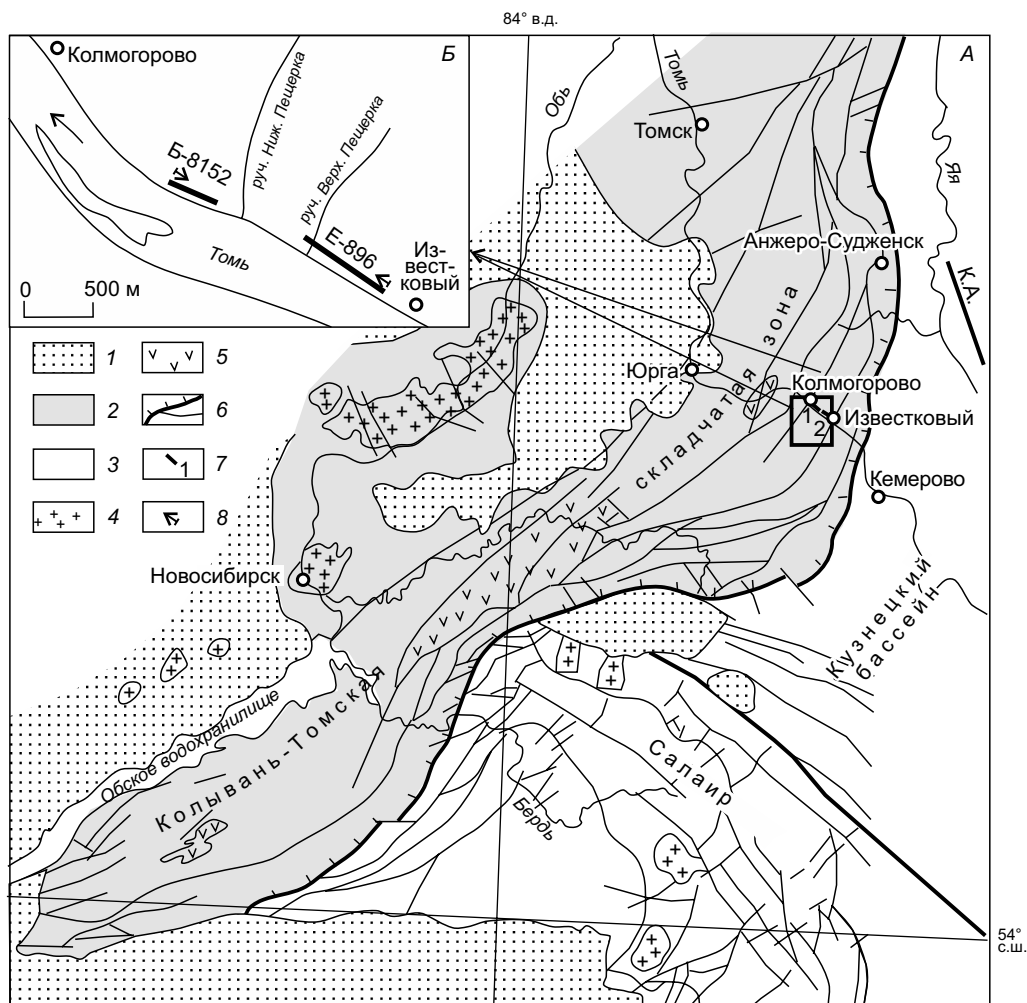 84° в.д.
Колмогорово
Б
А
руч. Ниж. Пещерка
руч. Верх. Пещерка
Б-8152
Е-896
Из-
вест-
ковый
Томь
0 500 м
Обь
Томь
Томск
Яя
Анжеро-Судженск
К.А.
Юрга
Колмогорово
Известковый
1
2
Кемерово
1
2
3
4
5
6
7
1
8
Новосибирск
Колывань-Томская
складчатая зона
Кузнецкий
бассейн
Обское водохранилище
Салаир
Бердь
54°
с.ш.